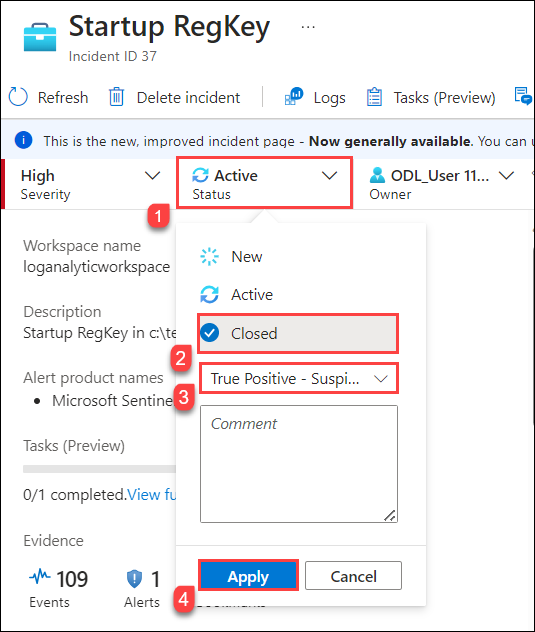 Startup RegKey ...
Incident ID 37
Refresh Delete incident Logs Tasks (Preview)
This is the new, improved incident page - Now generally available. You can u
High Active ODL_User 11...
Severity Status Owner
1
Workspace name
loganalyticworkspace
New
Active
Description
Startup RegKey in c:\te
Closed
2
Alert product names
True Positive - Suspi...
3
• Microsoft Sentine
Comment
Tasks (Preview)
0/1 completed.View fu
Evidence
109 1
Events Alerts
Apply Cancel
4